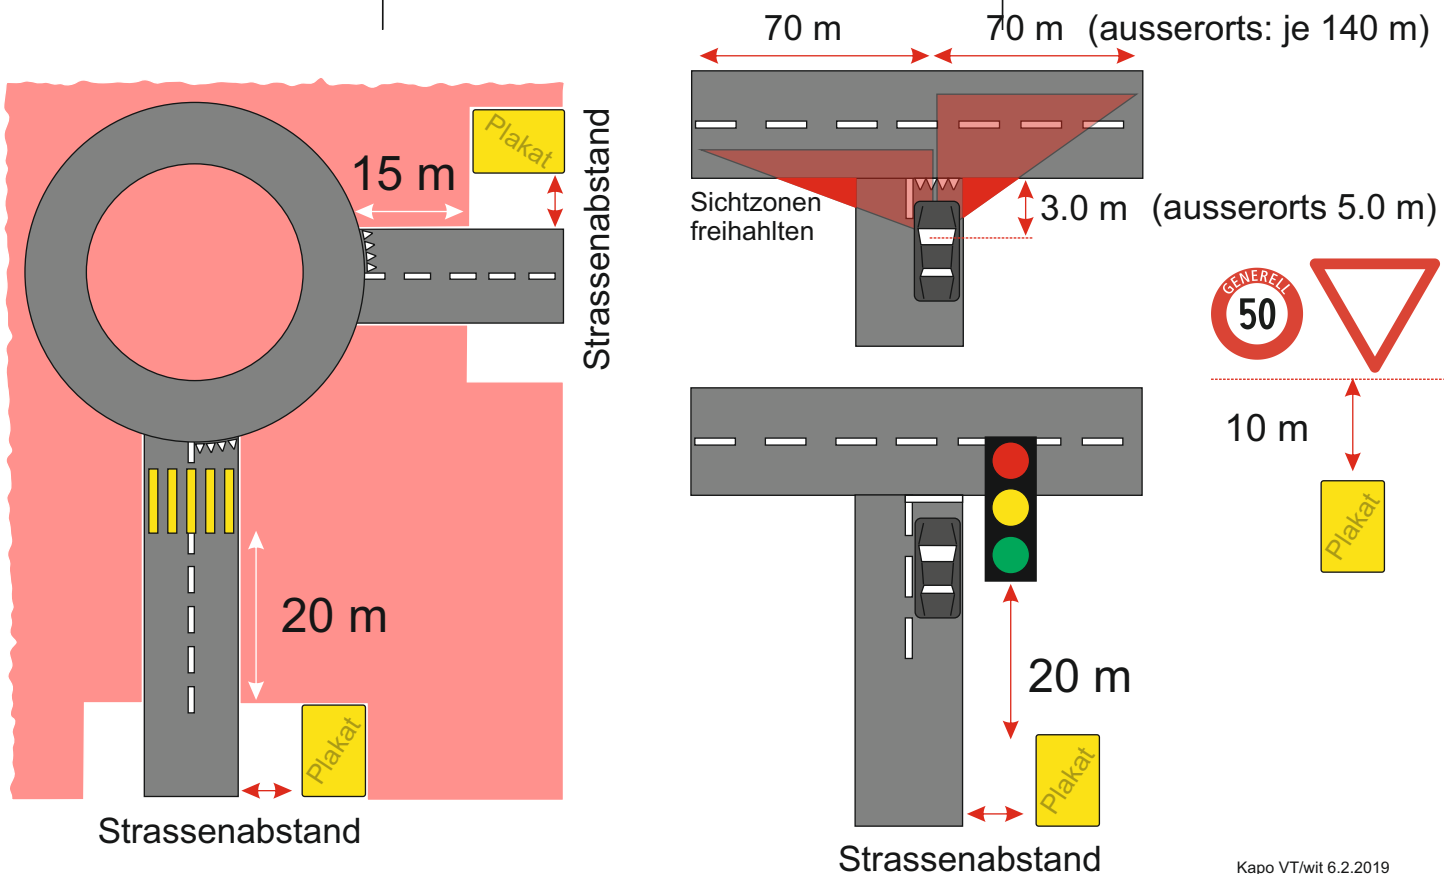 70 m
70 m (ausserorts: je 140 m)
Plakat
15 m
Strassenabstand
Sichtzonen
freihahlten
3.0 m (ausserorts 5.0 m)
GENERELL
50
10 m
Plakat
20 m
20 m
Plakat
Plakat
Strassenabstand
Strassenabstand
Kapo VT/wit 6.2.2019